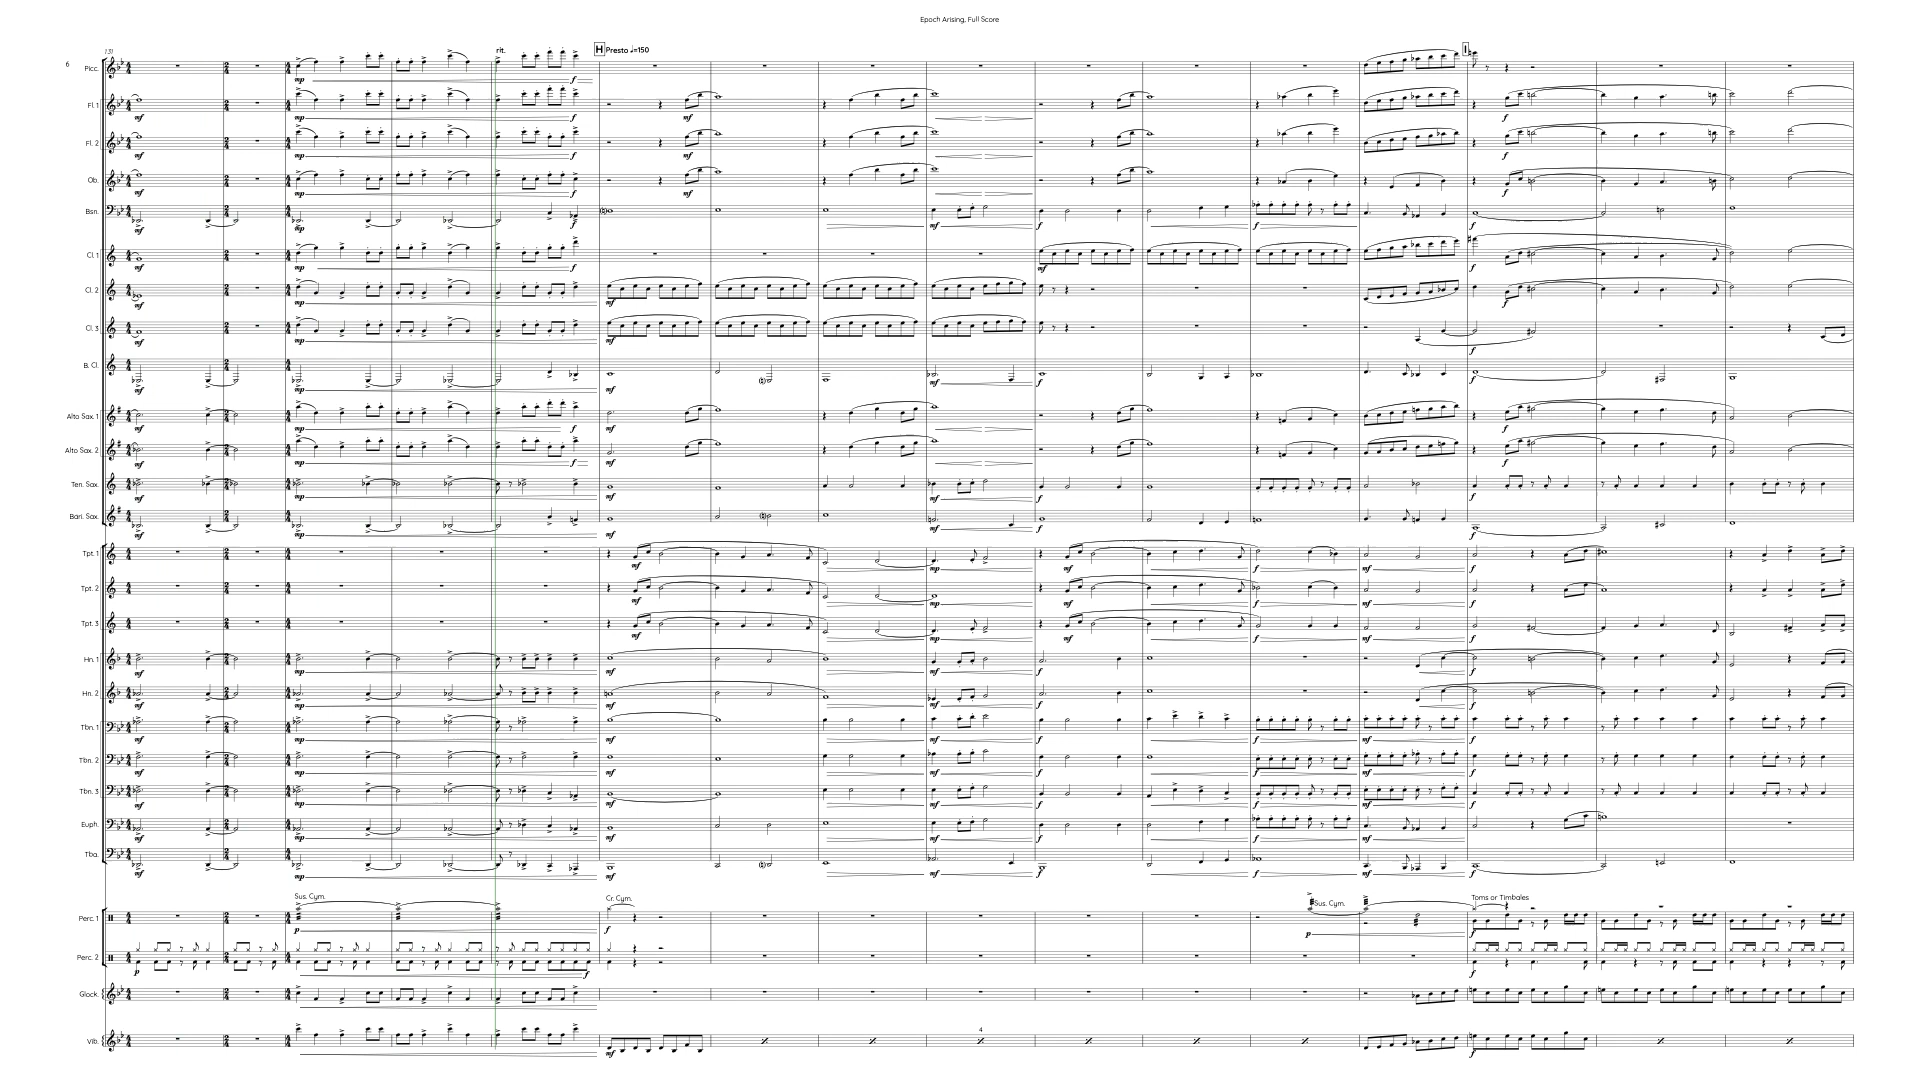 Epoch Arising, Full Score
6
131
rit.
H Presto ♩=150
I
Picc.
Fl. 1
Fl. 2
Ob.
Bsn.
Cl. 1
Cl. 2
Cl. 3
B. Cl.
Alto Sax. 1
Alto Sax. 2
Ten. Sax.
Bari. Sax.
Tpt. 1
Tpt. 2
Tpt. 3
Hn. 1
Hn. 2
Tbn. 1
Tbn. 2
Tbn. 3
Euph.
Tba.
Sus. Cym.
Cr. Cym.
Sus. Cym.
Toms or Timbales
Perc. 1
Perc. 2
Glock.
4
Vib.